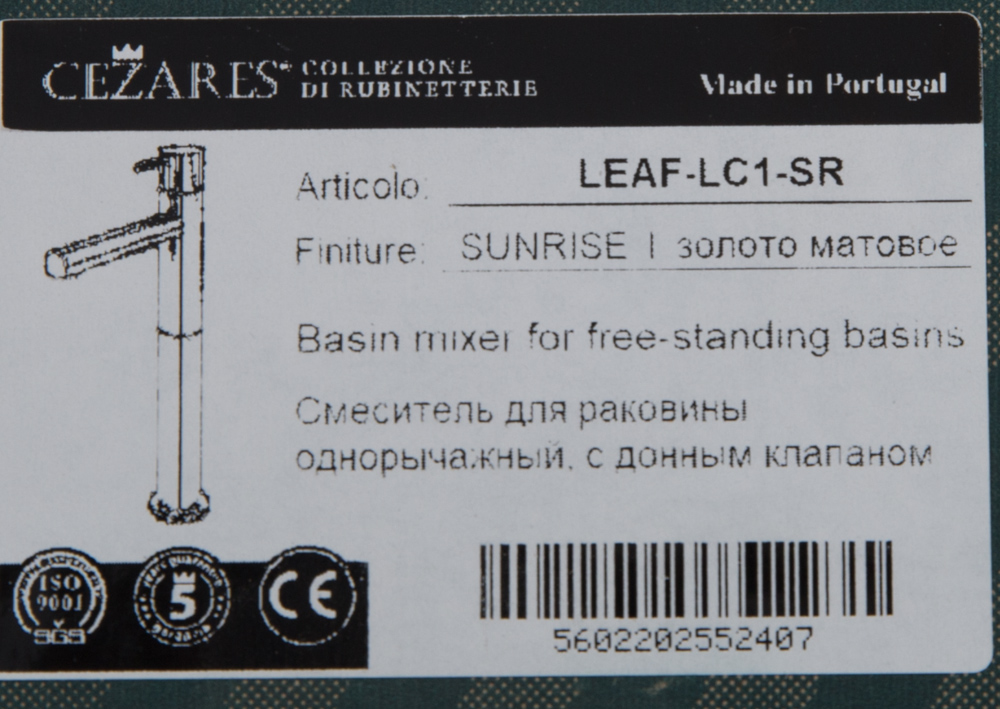 CEZARES® COLLEZIONE
DI RUBINETTERIE
Made in Portugal
Articolo: LEAF-LC1-SR
Finiture: SUNRISE | золото матовое
Basin mixer for free-standing basins
Смеситель для раковины
однорычажный, с донным клапаном
ISO
9001
SGS
5
CE
5602202552407